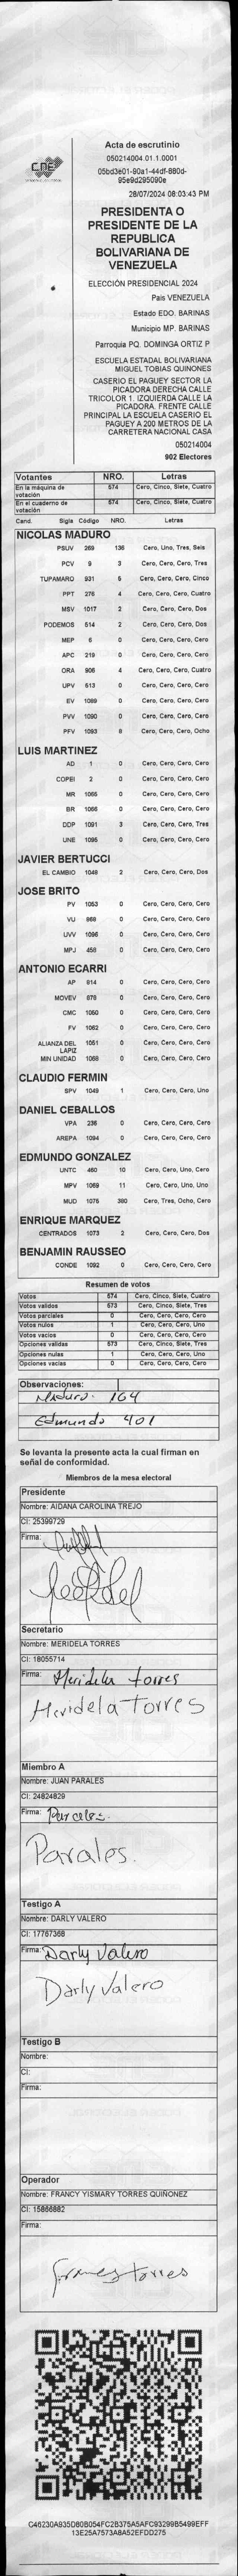 Acta de escrutinio
050214004.01.1.0001
05bd3e01-90a1-44df-880d-
95e9d295090e
28/07/2024 08:03:43 PM
CNE
PRESIDENTA O
PRESIDENTE DE LA
REPUBLICA
BOLIVARIANA DE
VENEZUELA
ELECCIÓN PRESIDENCIAL 2024
País VENEZUELA
Estado EDO. BARINAS
Municipio MP. BARINAS
Parroquia PQ. DOMINGA ORTIZ P
ESCUELA ESTADAL BOLIVARIANA
MIGUEL TOBIAS QUINONES
CASERIO EL PAGUEY SECTOR LA
PICADORA DERECHA CALLE
TRICOLOR 1. IZQUIERDA CALLE LA
PICADORA. FRENTE CALLE
PRINCIPAL LA ESCUELA CASERIO EL
PAGUEY A 200 METROS DE LA
CARRETERA NACIONAL CASA
050214004
902 Electores
Votantes NRO. Letras
En la máquina de votación 574 Cero, Cinco, Siete, Cuatro
En el cuaderno de votación 574 Cero, Cinco, Siete, Cuatro
Cand. Sigla Código NRO. Letras
NICOLAS MADURO
PSUV 269 136 Cero, Uno, Tres, Seis
PCV 9 3 Cero, Cero, Cero, Tres
TUPAMARO 931 5 Cero, Cero, Cero, Cinco
PPT 276 4 Cero, Cero, Cero, Cuatro
MSV 1017 2 Cero, Cero, Cero, Dos
PODEMOS 514 2 Cero, Cero, Cero, Dos
MEP 6 0 Cero, Cero, Cero, Cero
APC 219 0 Cero, Cero, Cero, Cero
ORA 906 4 Cero, Cero, Cero, Cuatro
UPV 513 0 Cero, Cero, Cero, Cero
EV 1089 0 Cero, Cero, Cero, Cero
PVV 1090 0 Cero, Cero, Cero, Cero
PFV 1093 8 Cero, Cero, Cero, Ocho
LUIS MARTINEZ
AD 1 0 Cero, Cero, Cero, Cero
COPEI 2 0 Cero, Cero, Cero, Cero
MR 1065 0 Cero, Cero, Cero, Cero
BR 1066 0 Cero, Cero, Cero, Cero
DDP 1091 3 Cero, Cero, Cero, Tres
UNE 1095 0 Cero, Cero, Cero, Cero
JAVIER BERTUCCI
EL CAMBIO 1048 2 Cero, Cero, Cero, Dos
JOSE BRITO
PV 1053 0 Cero, Cero, Cero, Cero
VU 869 0 Cero, Cero, Cero, Cero
UVV 1096 0 Cero, Cero, Cero, Cero
MPJ 458 0 Cero, Cero, Cero, Cero
ANTONIO ECARRI
AP 914 0 Cero, Cero, Cero, Cero
MOVEV 879 0 Cero, Cero, Cero, Cero
CMC 1050 0 Cero, Cero, Cero, Cero
FV 1062 0 Cero, Cero, Cero, Cero
ALIANZA DEL LAPIZ 1051 0 Cero, Cero, Cero, Cero
MIN UNIDAD 1068 0 Cero, Cero, Cero, Cero
CLAUDIO FERMIN
SPV 1049 1 Cero, Cero, Cero, Uno
DANIEL CEBALLOS
VPA 236 0 Cero, Cero, Cero, Cero
AREPA 1094 0 Cero, Cero, Cero, Cero
EDMUNDO GONZALEZ
UNTC 460 10 Cero, Cero, Uno, Cero
MPV 1069 11 Cero, Cero, Uno, Uno
MUD 1075 380 Cero, Tres, Ocho, Cero
ENRIQUE MARQUEZ
CENTRADOS 1073 2 Cero, Cero, Cero, Dos
BENJAMIN RAUSSEO
CONDE 1092 0 Cero, Cero, Cero, Cero
Resumen de votos
Votos 574 Cero, Cinco, Siete, Cuatro
Votos validos 573 Cero, Cinco, Siete, Tres
Votos parciales 0 Cero, Cero, Cero, Cero
Votos nulos 1 Cero, Cero, Cero, Uno
Votos vacios 0 Cero, Cero, Cero, Cero
Opciones validas 573 Cero, Cinco, Siete, Tres
Opciones nulas 1 Cero, Cero, Cero, Uno
Opciones vacias 0 Cero, Cero, Cero, Cero
Observaciones:
Maduro. 164
Edmundo 401
Se levanta la presente acta la cual firman en
señal de conformidad.
Miembros de la mesa electoral
Presidente
Nombre: AIDANA CAROLINA TREJO
CI: 25399729
Firma:
Secretario
Nombre: MERIDELA TORRES
CI: 18055714
Firma: Meridela torres
Meridela Torres
Miembro A
Nombre: JUAN PARALES
CI: 24824829
Firma: Parales.
Parales.
Testigo A
Nombre: DARLY VALERO
CI: 17767366
Firma: Darly Valero
Darly Valero
Testigo B
Nombre:
CI:
Firma:
Operador
Nombre: FRANCY YISMARY TORRES QUIÑONEZ
CI: 15866882
Firma:
Francy torres
C46230A935D80B054FC2B375A5AFC93299B5499EFF
13E25A7573A8A52EFDD275